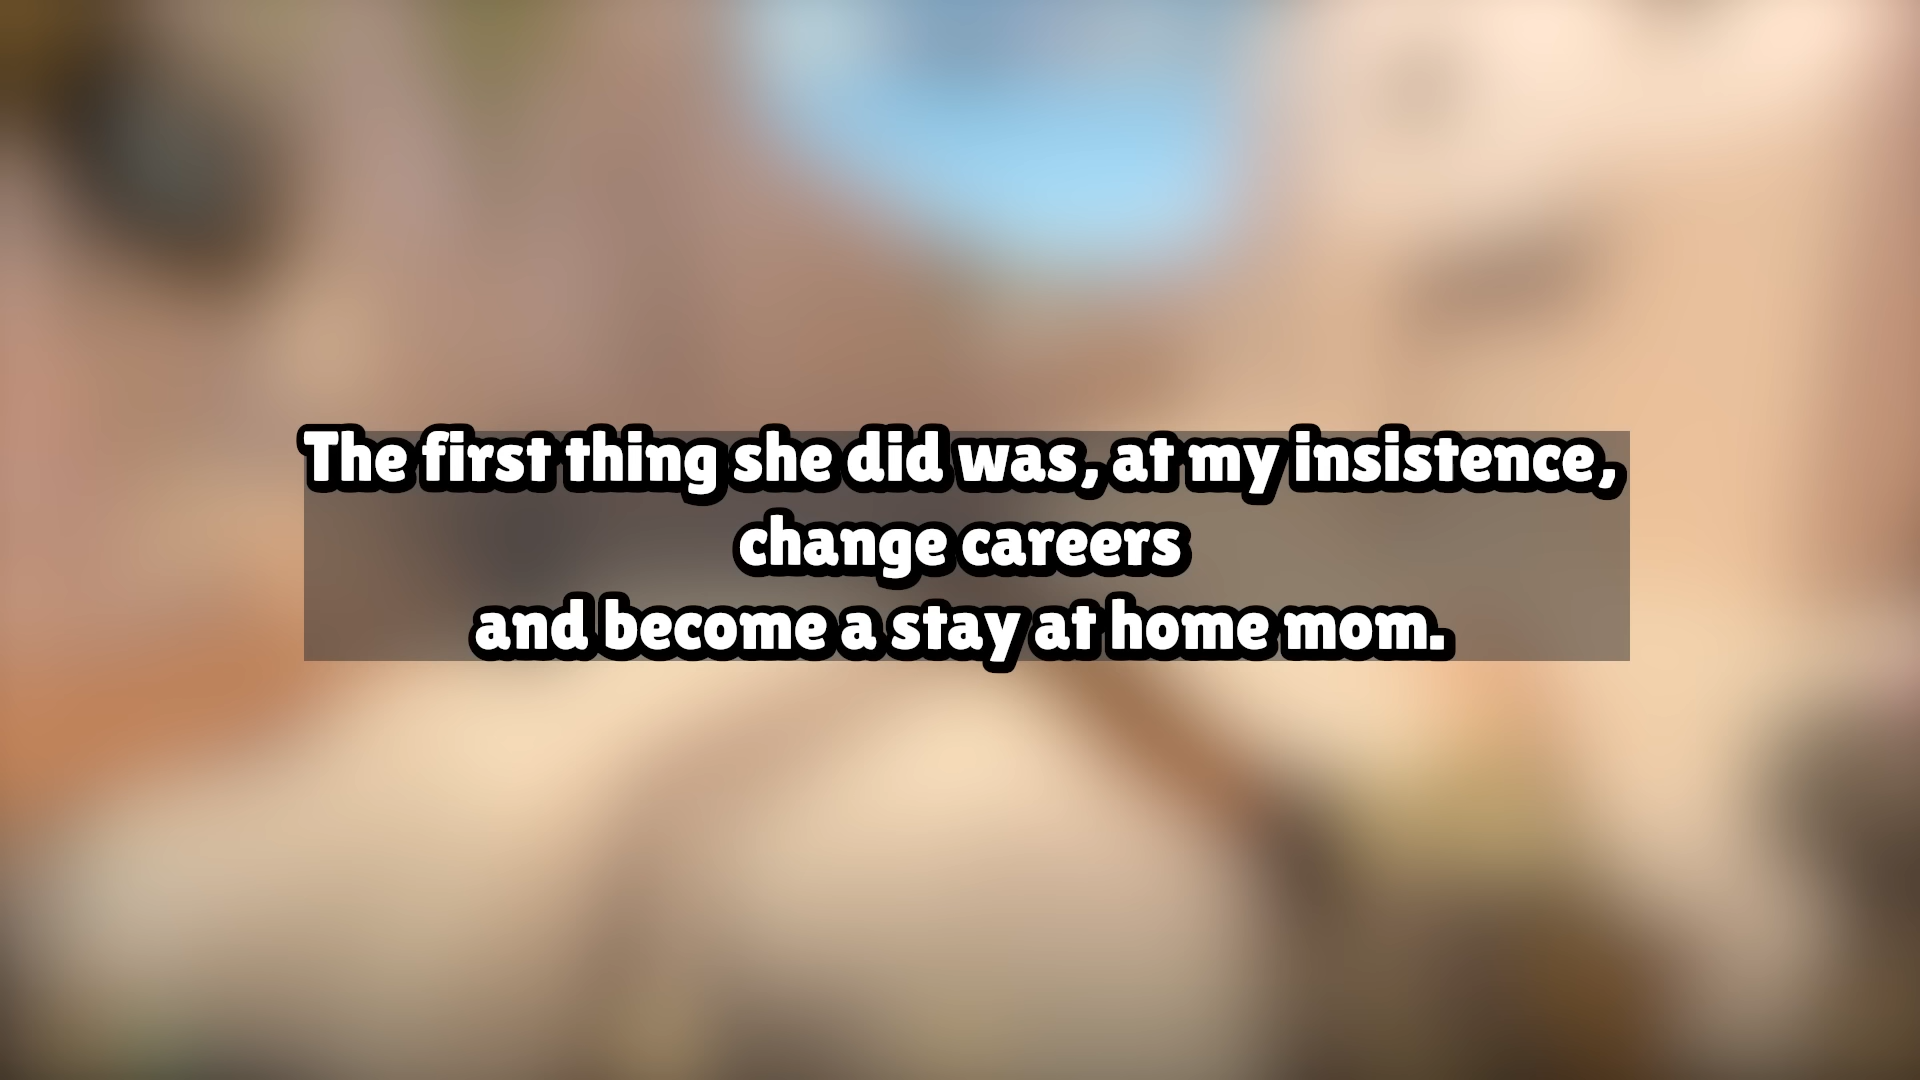 The first thing she did was, at my insistence,
change careers
and become a stay at home mom.